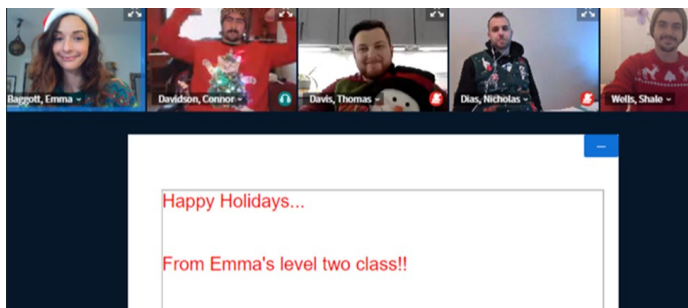 Baggott, Emma
Davidson, Connor
Davis, Thomas
Dias, Nicholas
Wells, Shale
Happy Holidays...
From Emma's level two class!!